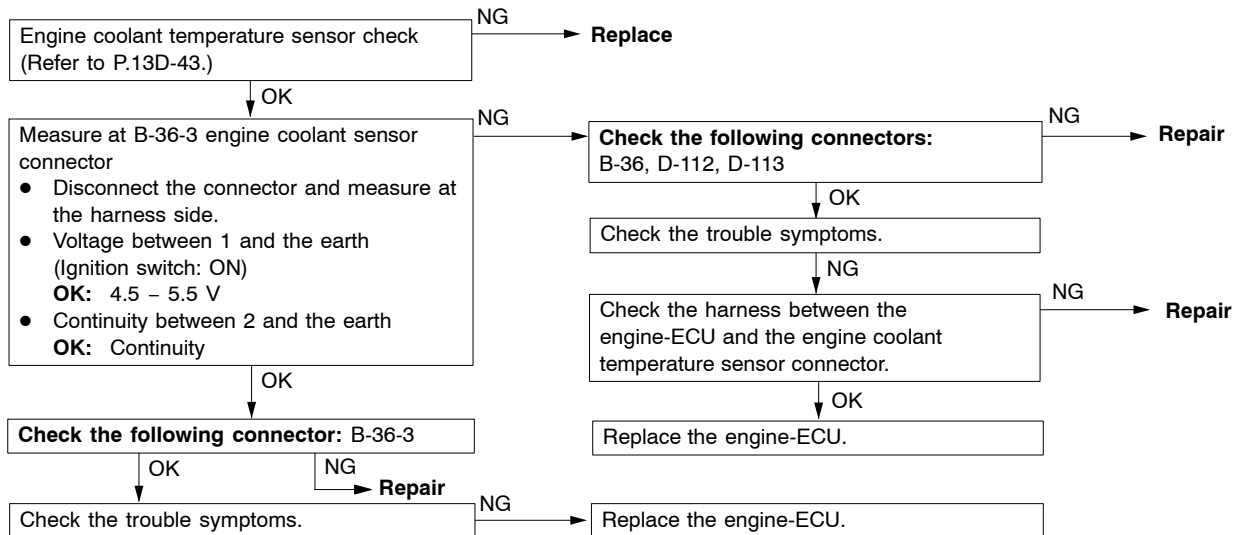 Engine coolant temperature sensor check
(Refer to P.13D-43.)
NG
Replace
OK
Measure at B-36-3 engine coolant sensor
connector
● Disconnect the connector and measure at
the harness side.
● Voltage between 1 and the earth
(Ignition switch: ON)
OK: 4.5 – 5.5 V
● Continuity between 2 and the earth
OK: Continuity
NG
Check the following connectors:
B-36, D-112, D-113
NG
Repair
OK
Check the trouble symptoms.
NG
Check the harness between the
engine-ECU and the engine coolant
temperature sensor connector.
NG
Repair
OK
Replace the engine-ECU.
OK
Check the following connector: B-36-3
OK
NG
Repair
Check the trouble symptoms.
NG
Replace the engine-ECU.